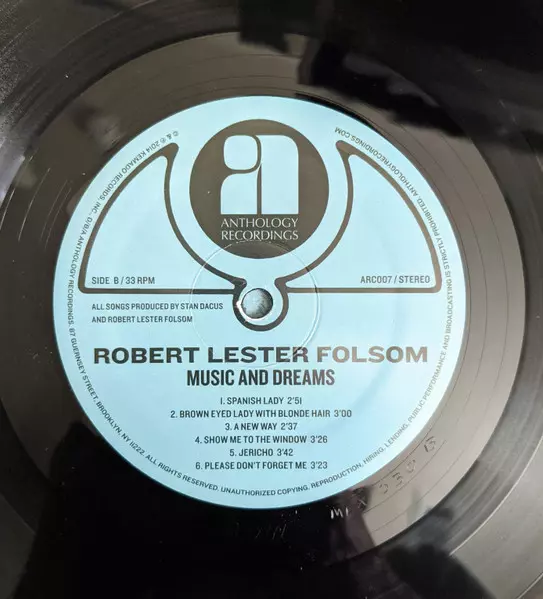 ANTHOLOGY
RECORDINGS
SIDE B / 33 RPM
ARC007 / STEREO
ALL SONGS PRODUCED BY STAN DACUS
AND ROBERT LESTER FOLSOM
ROBERT LESTER FOLSOM
MUSIC AND DREAMS
1. SPANISH LADY 2'51
2. BROWN EYED LADY WITH BLONDE HAIR 3'00
3. A NEW WAY 2'37
4. SHOW ME TO THE WINDOW 3'26
5. JERICHO 3'42
6. PLEASE DON'T FORGET ME 3'23
© & ℗ 2014 KEMADO RECORDS, INC. D/B/A ANTHOLOGY RECORDINGS, 87 GUERNSEY STREET, BROOKLYN, NY 11222. ALL RIGHTS RESERVED. UNAUTHORIZED COPYING, REPRODUCTION, HIRING, LENDING, PUBLIC PERFORMANCE AND BROADCASTING IS STRICTLY PROHIBITED. ANTHOLOGYRECORDINGS.COM